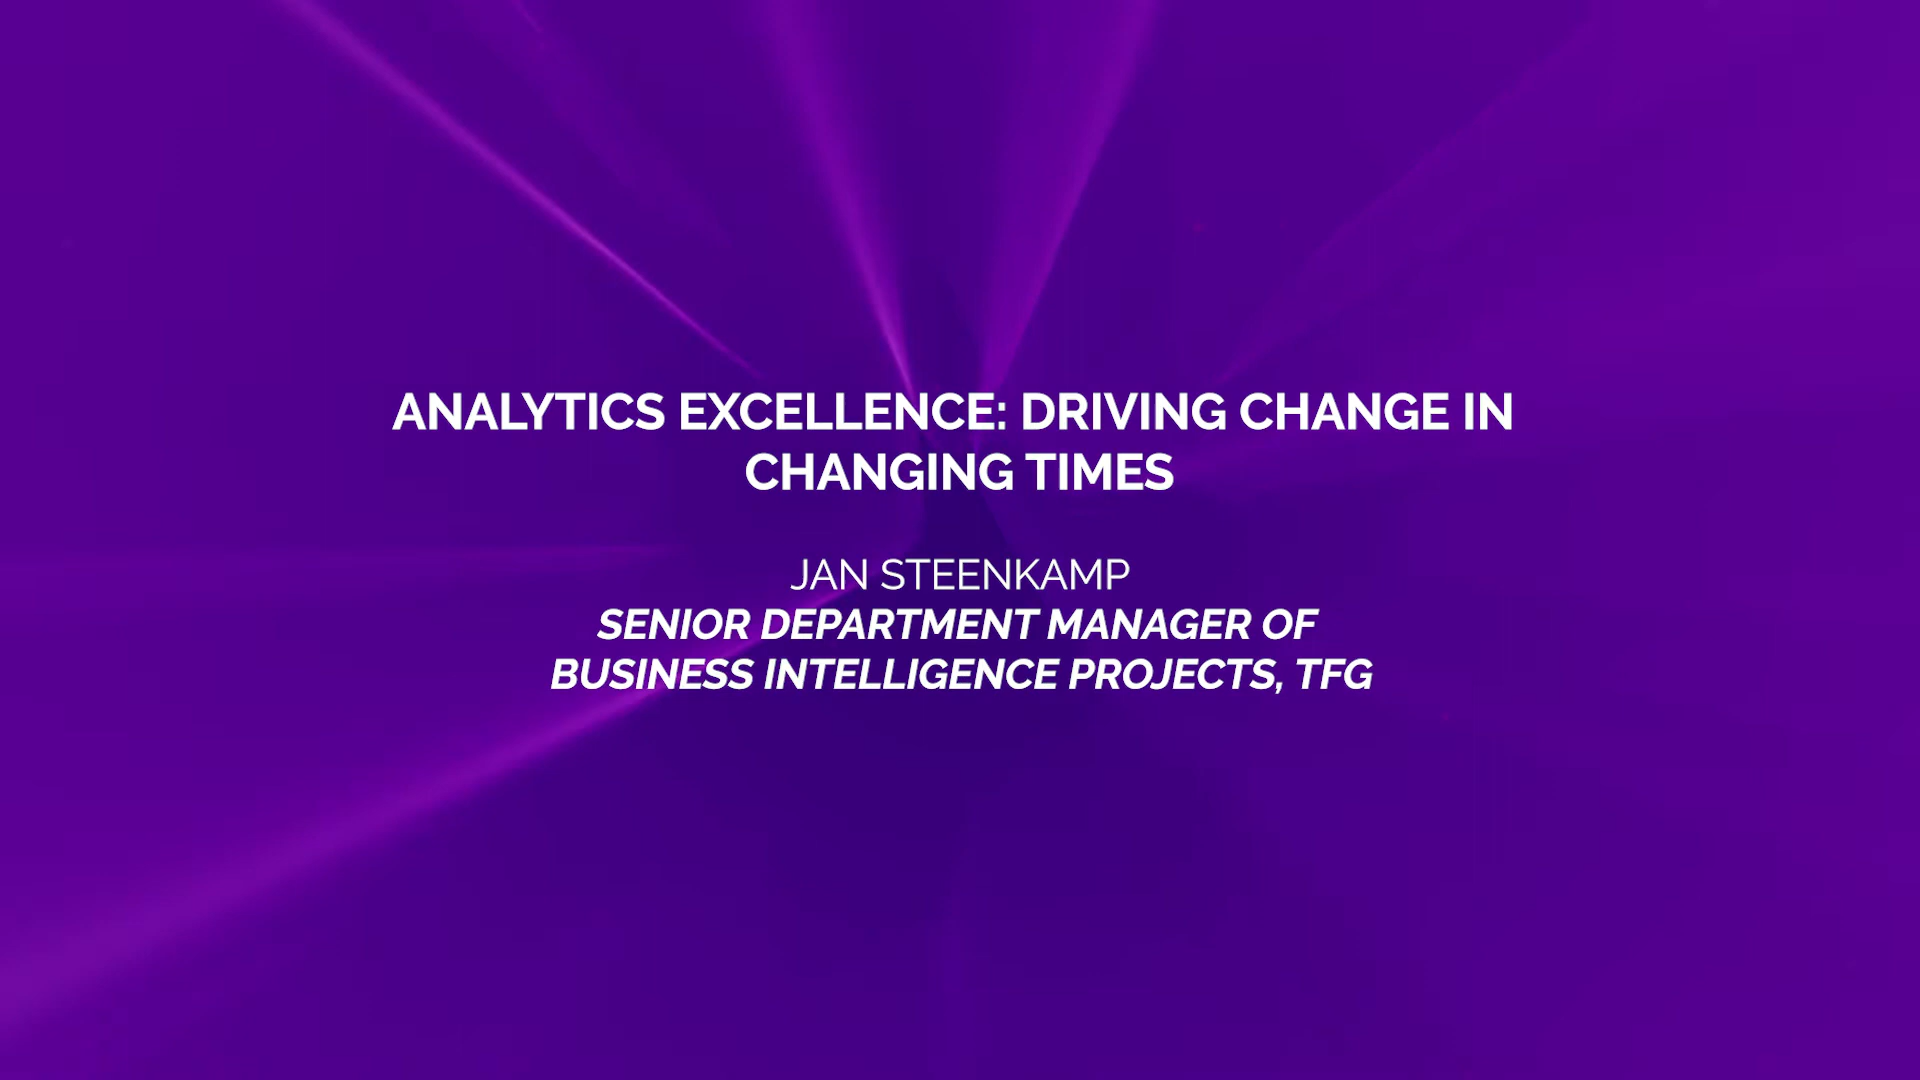 ANALYTICS EXCELLENCE: DRIVING CHANGE IN
CHANGING TIMES
JAN STEENKAMP
SENIOR DEPARTMENT MANAGER OF
BUSINESS INTELLIGENCE PROJECTS, TFG